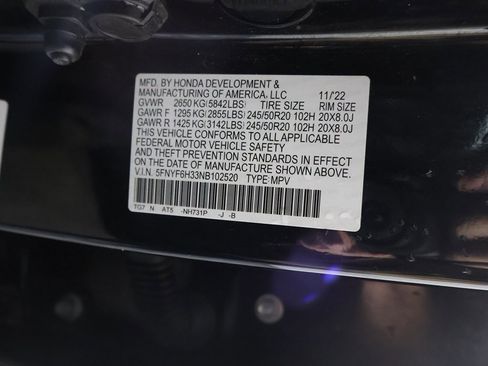 MFD. BY HONDA DEVELOPMENT &
MANUFACTURING OF AMERICA, LLC 11/'22
GVWR 2650 KG(5842LBS) TIRE SIZE RIM SIZE
GAWR F 1295 KG(2855LBS) 245/50R20 102H 20X8.0J
GAWR R 1425 KG(3142LBS) 245/50R20 102H 20X8.0J
THIS VEHICLE CONFORMS TO ALL APPLICABLE
FEDERAL MOTOR VEHICLE SAFETY
AND THEFT PREVENTION STANDARDS IN EFFECT
ON THE DATE OF MANUFACTURE SHOWN ABOVE.
V.I.N. 5FNYF6H33NB102520 TYPE: MPV
TG7 N AT5 -NH731P -J -B